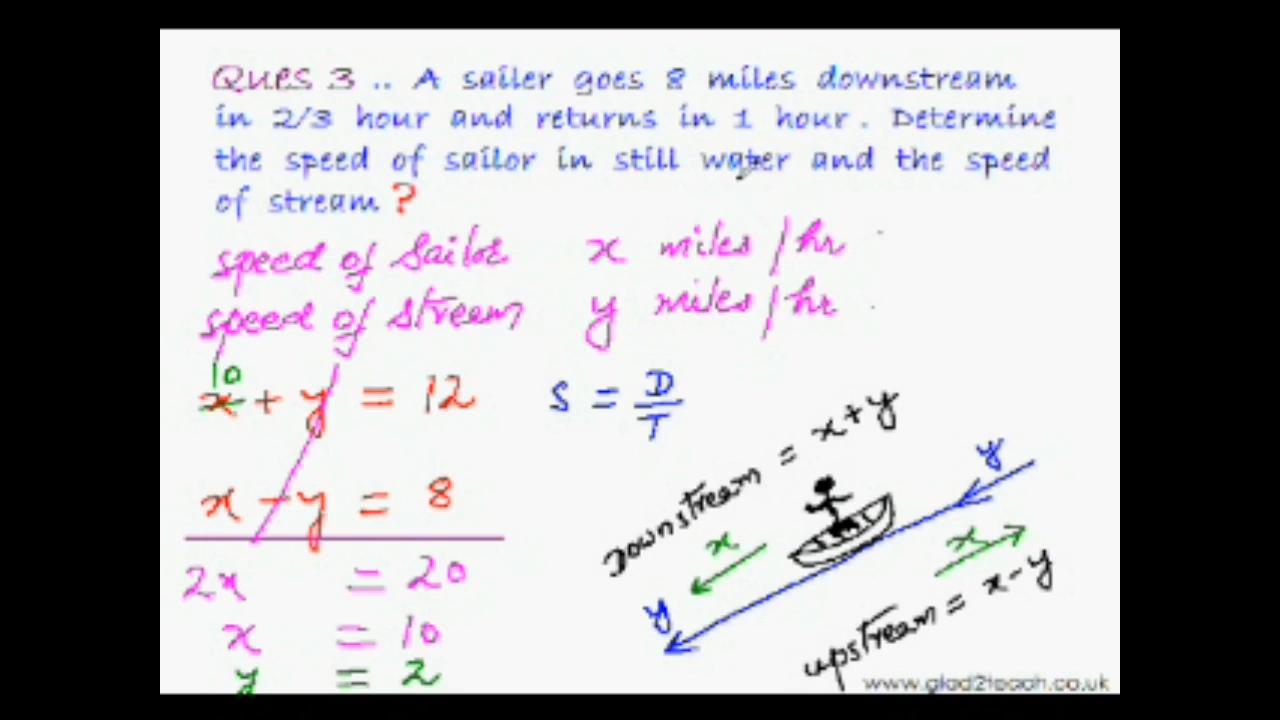 QUES 3 .. A sailer goes 8 miles downstream
in 2/3 hour and returns in 1 hour. Determine
the speed of sailor in still water and the speed
of stream ?
speed of sailor x miles/hr
speed of stream y miles/hr
10
x + y = 12
S = D/T
x - y = 8
2x = 20
x = 10
y = 2
Downstream = x+y
y
x
x
y
upstream = x-y
www.glad2teach.co.uk